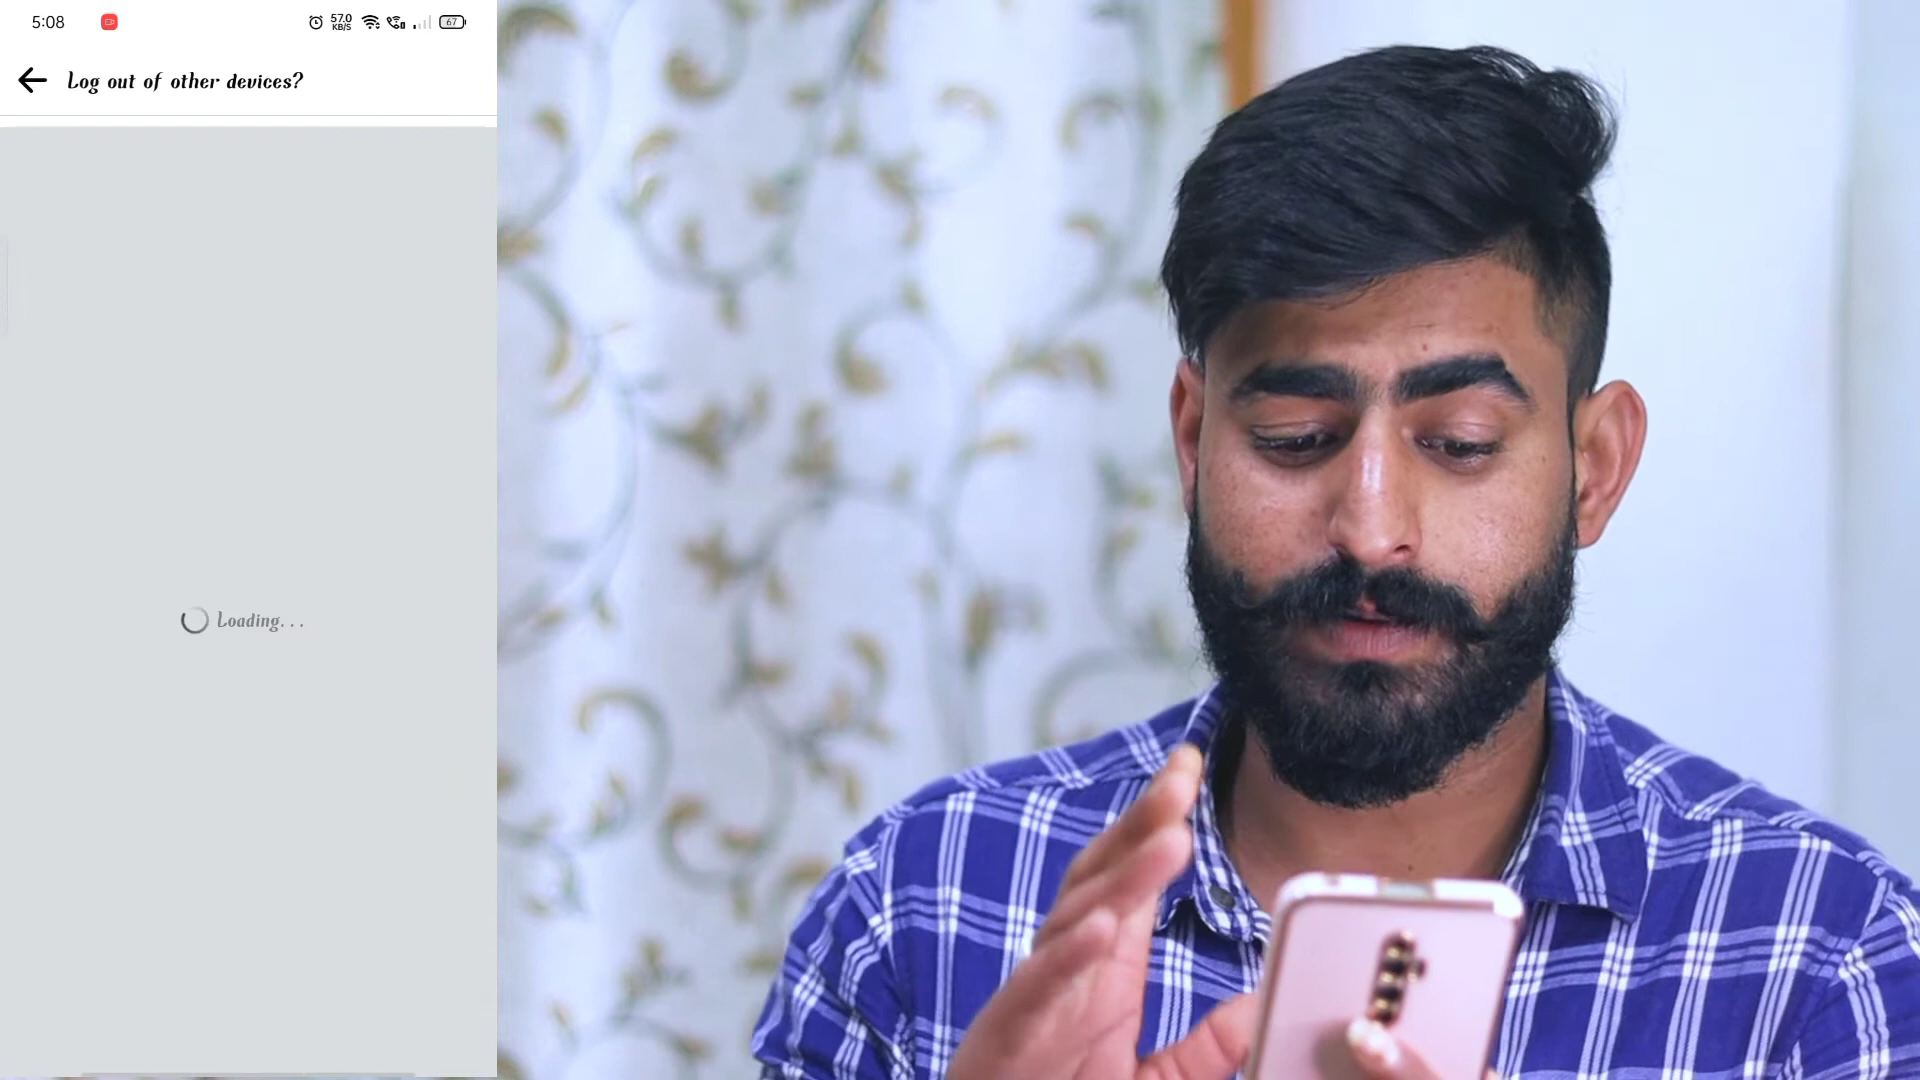 5:08
57.0
KB/S
67
Log out of other devices?
Loading...